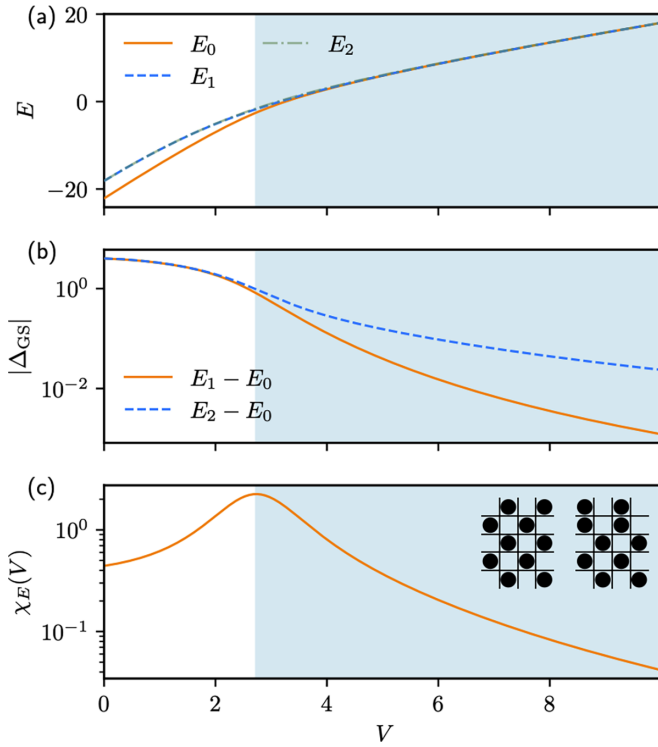 (a)
20
E₀
E₂
E₁
E
0
−20
(b)
10⁰
|Δ_GS|
10⁻²
E₁ − E₀
E₂ − E₀
(c)
10⁰
χ_E(V)
10⁻¹
0 2 4 6 8
V